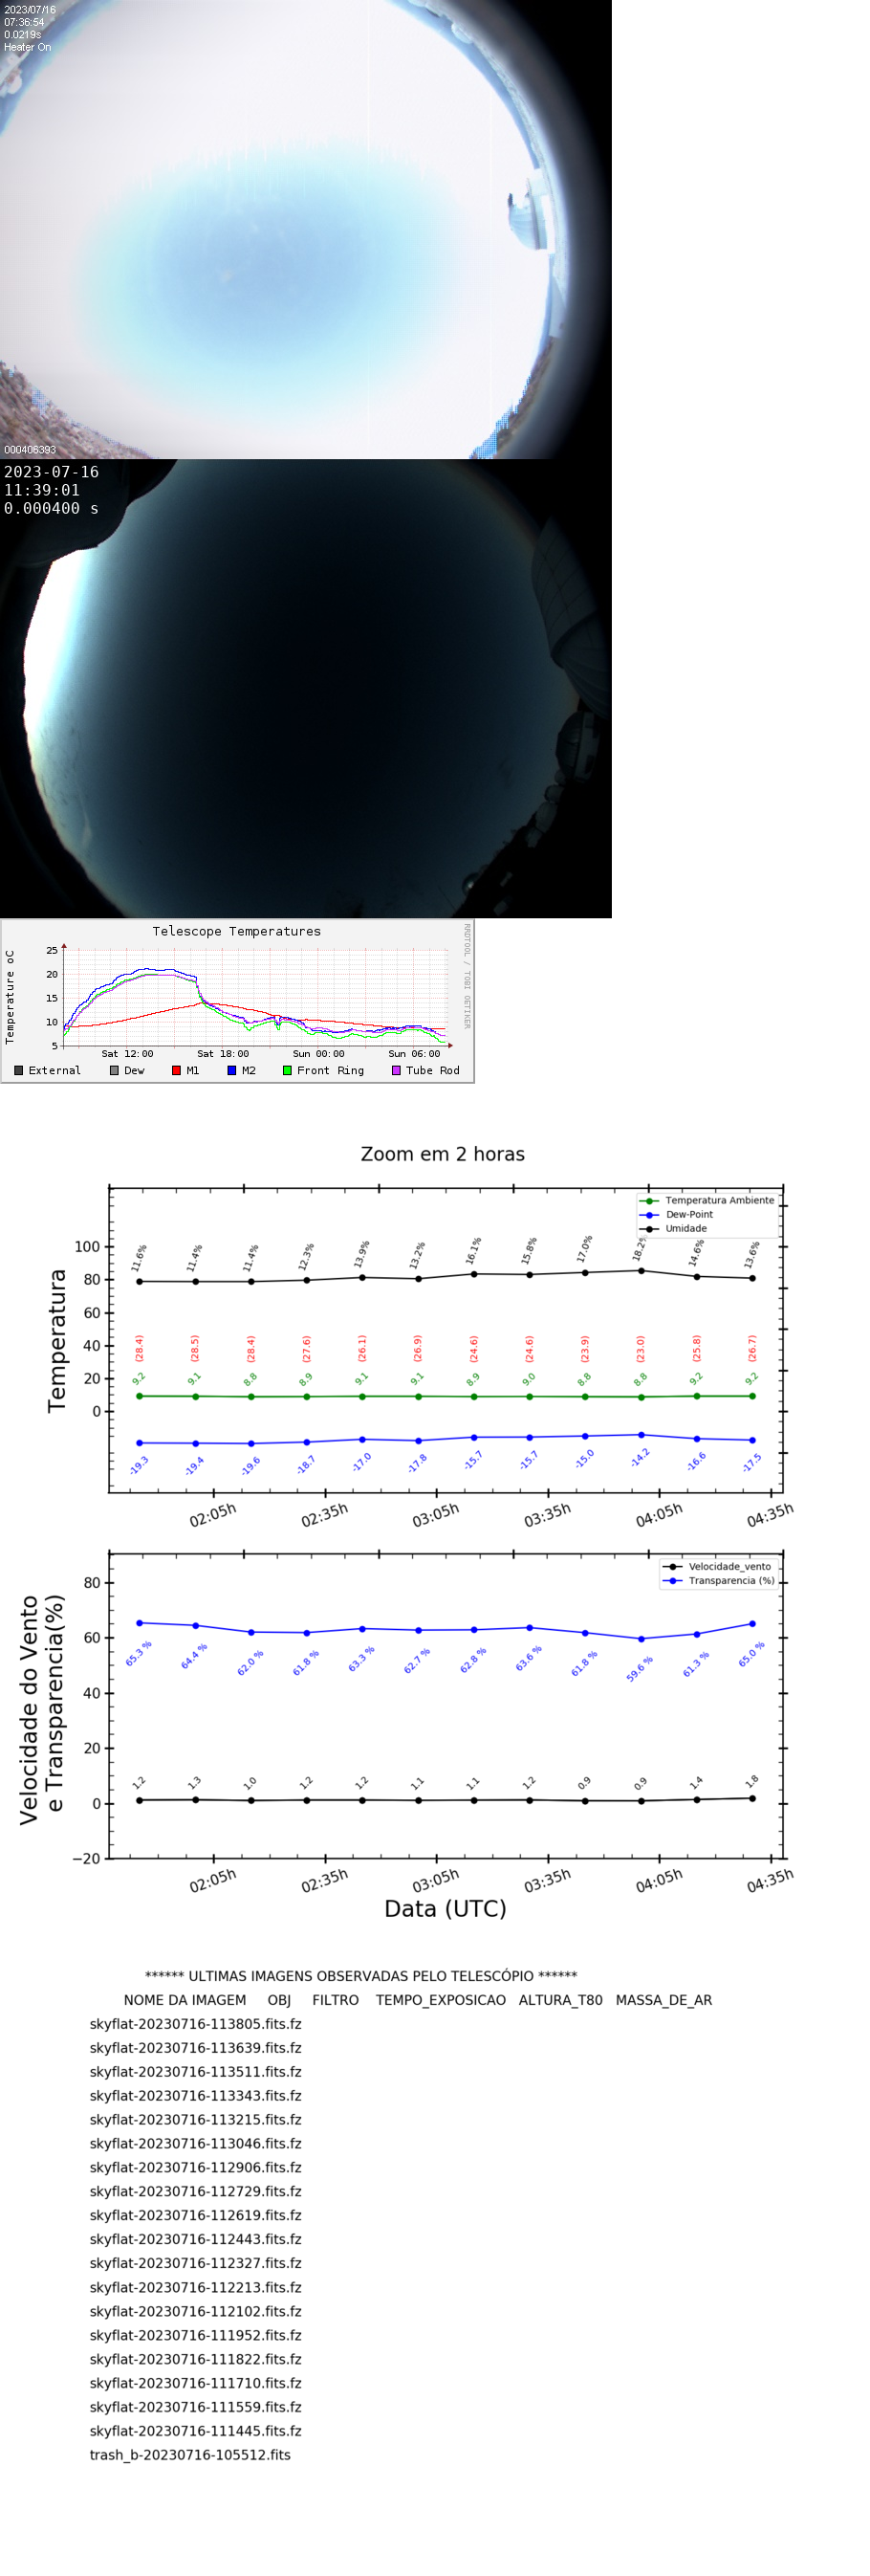 2023/07/16
07:36:54
0.0219s
Heater On
000406393
2023-07-16
11:39:01
0.000400 s
Telescope Temperatures
RRDTOOL / TOBI OETIKER
Temperature oC
25
20
15
10
5
Sat 12:00 Sat 18:00 Sun 00:00 Sun 06:00
External Dew M1 M2 Front Ring Tube Rod
Zoom em 2 horas
Temperatura
Temperatura Ambiente
Dew-Point
Umidade
100
80
60
40
20
0
11.6% 11.4% 11.4% 12.3% 13.9% 13.2% 16.1% 15.8% 17.0% 18.2% 14.6% 13.6%
(28.4) (28.5) (28.4) (27.6) (26.1) (26.9) (24.6) (24.6) (23.9) (23.0) (25.8) (26.7)
9.2 9.1 8.8 8.9 9.1 9.1 8.9 9.0 8.8 8.8 9.2 9.2
-19.3 -19.4 -19.6 -18.7 -17.0 -17.8 -15.7 -15.7 -15.0 -14.2 -16.6 -17.5
02:05h 02:35h 03:05h 03:35h 04:05h 04:35h
Velocidade do Vento
e Transparencia(%)
Velocidade_vento
Transparencia (%)
80
60
40
20
0
−20
65.3 % 64.4 % 62.0 % 61.8 % 63.3 % 62.7 % 62.8 % 63.6 % 61.8 % 59.6 % 61.3 % 65.0 %
1.2 1.3 1.0 1.2 1.2 1.1 1.1 1.2 0.9 0.9 1.4 1.8
02:05h 02:35h 03:05h 03:35h 04:05h 04:35h
Data (UTC)
****** ULTIMAS IMAGENS OBSERVADAS PELO TELESCÓPIO ******
NOME DA IMAGEM OBJ FILTRO TEMPO_EXPOSICAO ALTURA_T80 MASSA_DE_AR
skyflat-20230716-113805.fits.fz
skyflat-20230716-113639.fits.fz
skyflat-20230716-113511.fits.fz
skyflat-20230716-113343.fits.fz
skyflat-20230716-113215.fits.fz
skyflat-20230716-113046.fits.fz
skyflat-20230716-112906.fits.fz
skyflat-20230716-112729.fits.fz
skyflat-20230716-112619.fits.fz
skyflat-20230716-112443.fits.fz
skyflat-20230716-112327.fits.fz
skyflat-20230716-112213.fits.fz
skyflat-20230716-112102.fits.fz
skyflat-20230716-111952.fits.fz
skyflat-20230716-111822.fits.fz
skyflat-20230716-111710.fits.fz
skyflat-20230716-111559.fits.fz
skyflat-20230716-111445.fits.fz
trash_b-20230716-105512.fits